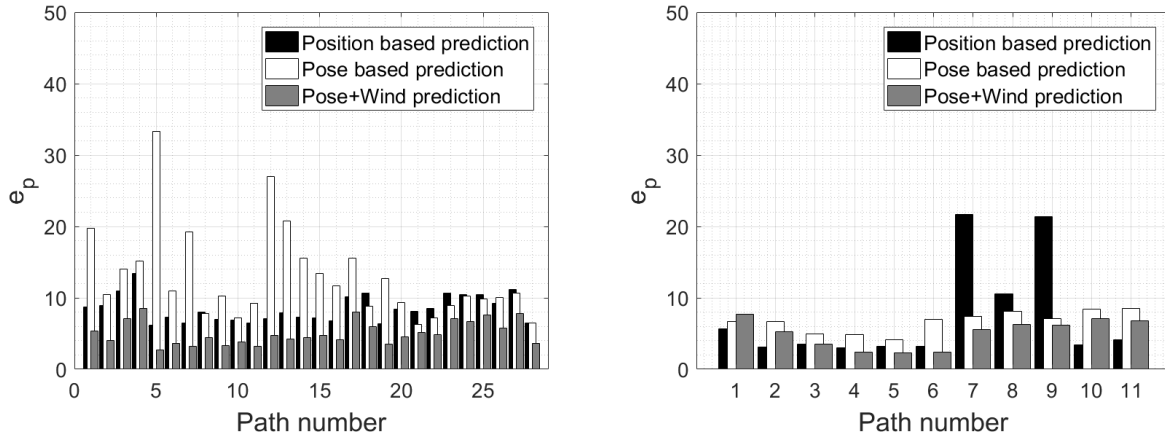 50
40
30
20
10
0
e_p
Position based prediction
Pose based prediction
Pose+Wind prediction
0 5 10 15 20 25
Path number
50
40
30
20
10
0
e_p
Position based prediction
Pose based prediction
Pose+Wind prediction
1 2 3 4 5 6 7 8 9 10 11
Path number